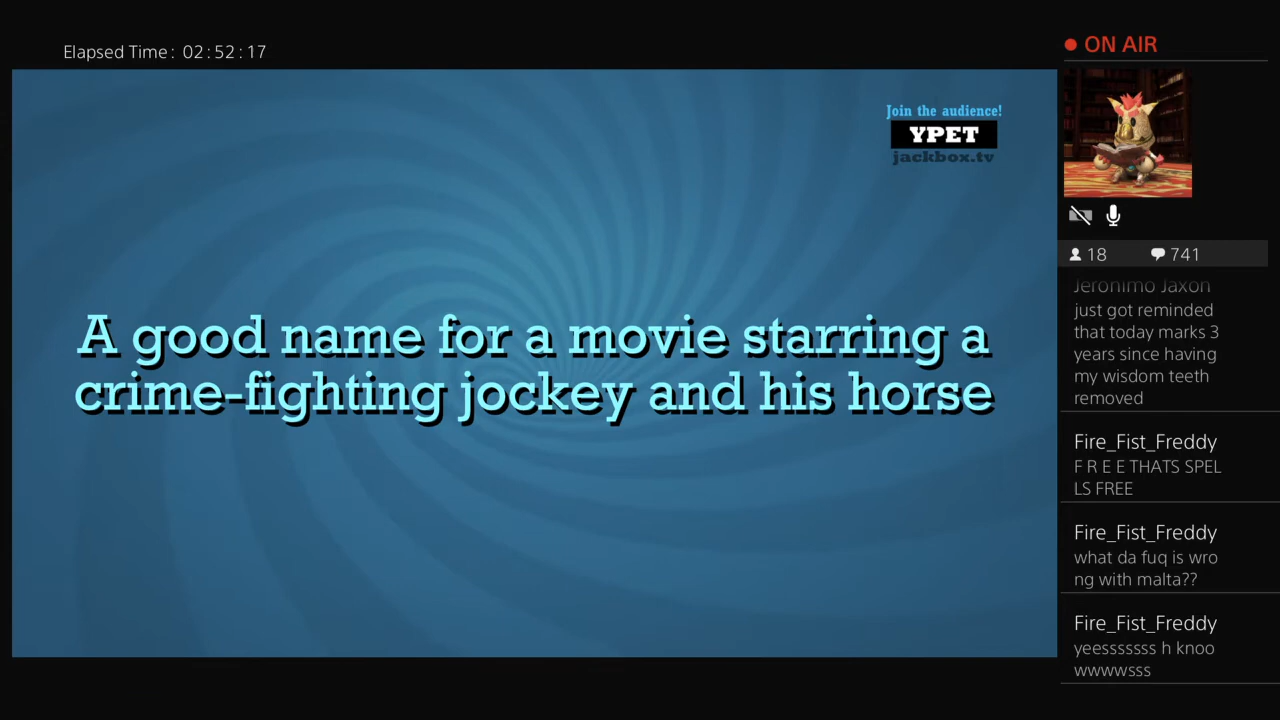 Elapsed Time: 02:52:17
ON AIR
Join the audience!
YPET
jackbox.tv
A good name for a movie starring a
crime-fighting jockey and his horse
18 741
Jeronimo Jaxon
just got reminded
that today marks 3
years since having
my wisdom teeth
removed
Fire_Fist_Freddy
F R E E THATS SPEL
LS FREE
Fire_Fist_Freddy
what da fuq is wro
ng with malta??
Fire_Fist_Freddy
yeesssssss h knoo
wwwwsss